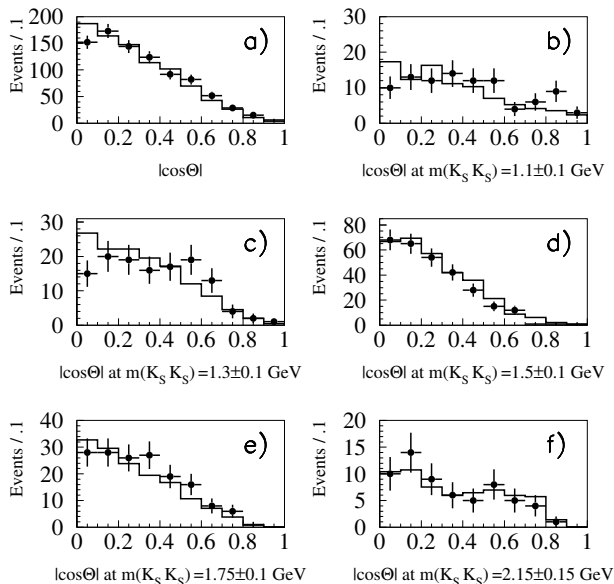 Events / .1
200
150
100
50
0
0 0.2 0.4 0.6 0.8 1
a)
|cosΘ|
Events / .1
30
20
10
0
0 0.2 0.4 0.6 0.8 1
b)
|cosΘ| at m(K_S K_S) =1.1±0.1 GeV
Events / .1
30
20
10
0
0 0.2 0.4 0.6 0.8 1
c)
|cosΘ| at m(K_S K_S) =1.3±0.1 GeV
Events / .1
80
60
40
20
0
0 0.2 0.4 0.6 0.8 1
d)
|cosΘ| at m(K_S K_S) =1.5±0.1 GeV
Events / .1
40
30
20
10
0
0 0.2 0.4 0.6 0.8 1
e)
|cosΘ| at m(K_S K_S) =1.75±0.1 GeV
Events / .1
20
15
10
5
0
0 0.2 0.4 0.6 0.8 1
f)
|cosΘ| at m(K_S K_S) =2.15±0.15 GeV